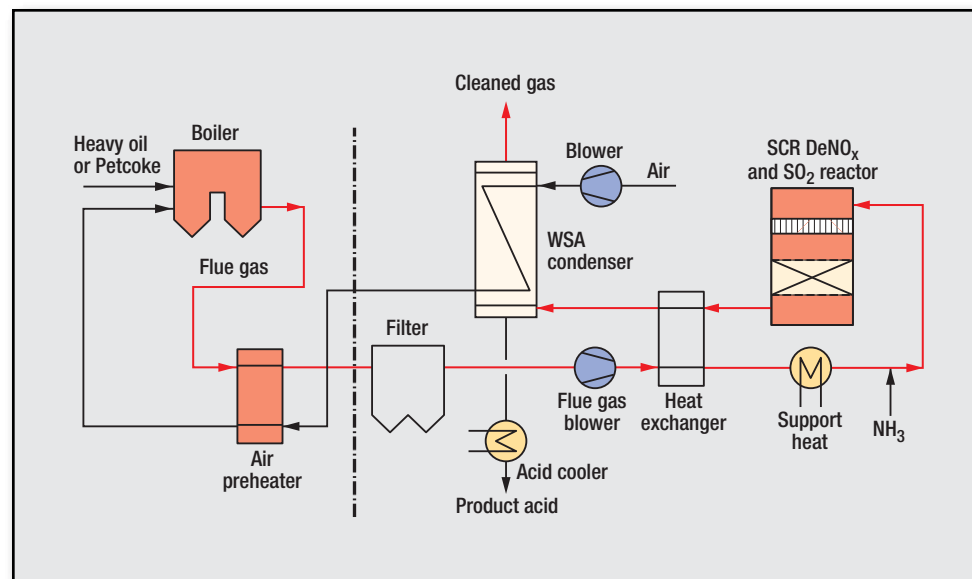 Cleaned gas
Heavy oil
or Petcoke
Boiler
Blower
Air
SCR DeNOₓ
and SO₂ reactor
WSA
condenser
Flue gas
Filter
Air
preheater
Flue gas
blower
Heat
exchanger
Support
heat
NH₃
Acid cooler
Product acid